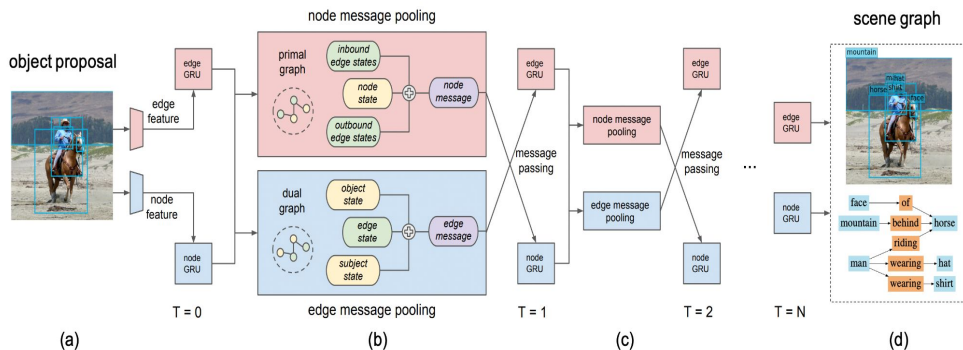 object proposal
edge
feature
node
feature
edge
GRU
node
GRU
T = 0
node message pooling
primal
graph
inbound
edge states
node
state
outbound
edge states
node
message
dual
graph
object
state
edge
state
subject
state
edge
message
edge message pooling
message
passing
edge
GRU
node
GRU
T = 1
node message
pooling
edge message pooling
message
passing
edge
GRU
node
GRU
T = 2
...
edge
GRU
node
GRU
T = N
scene graph
mountain
hat
shirt
horse
face
face
of
mountain
behind
horse
riding
man
wearing
hat
wearing
shirt
(a)
(b)
(c)
(d)